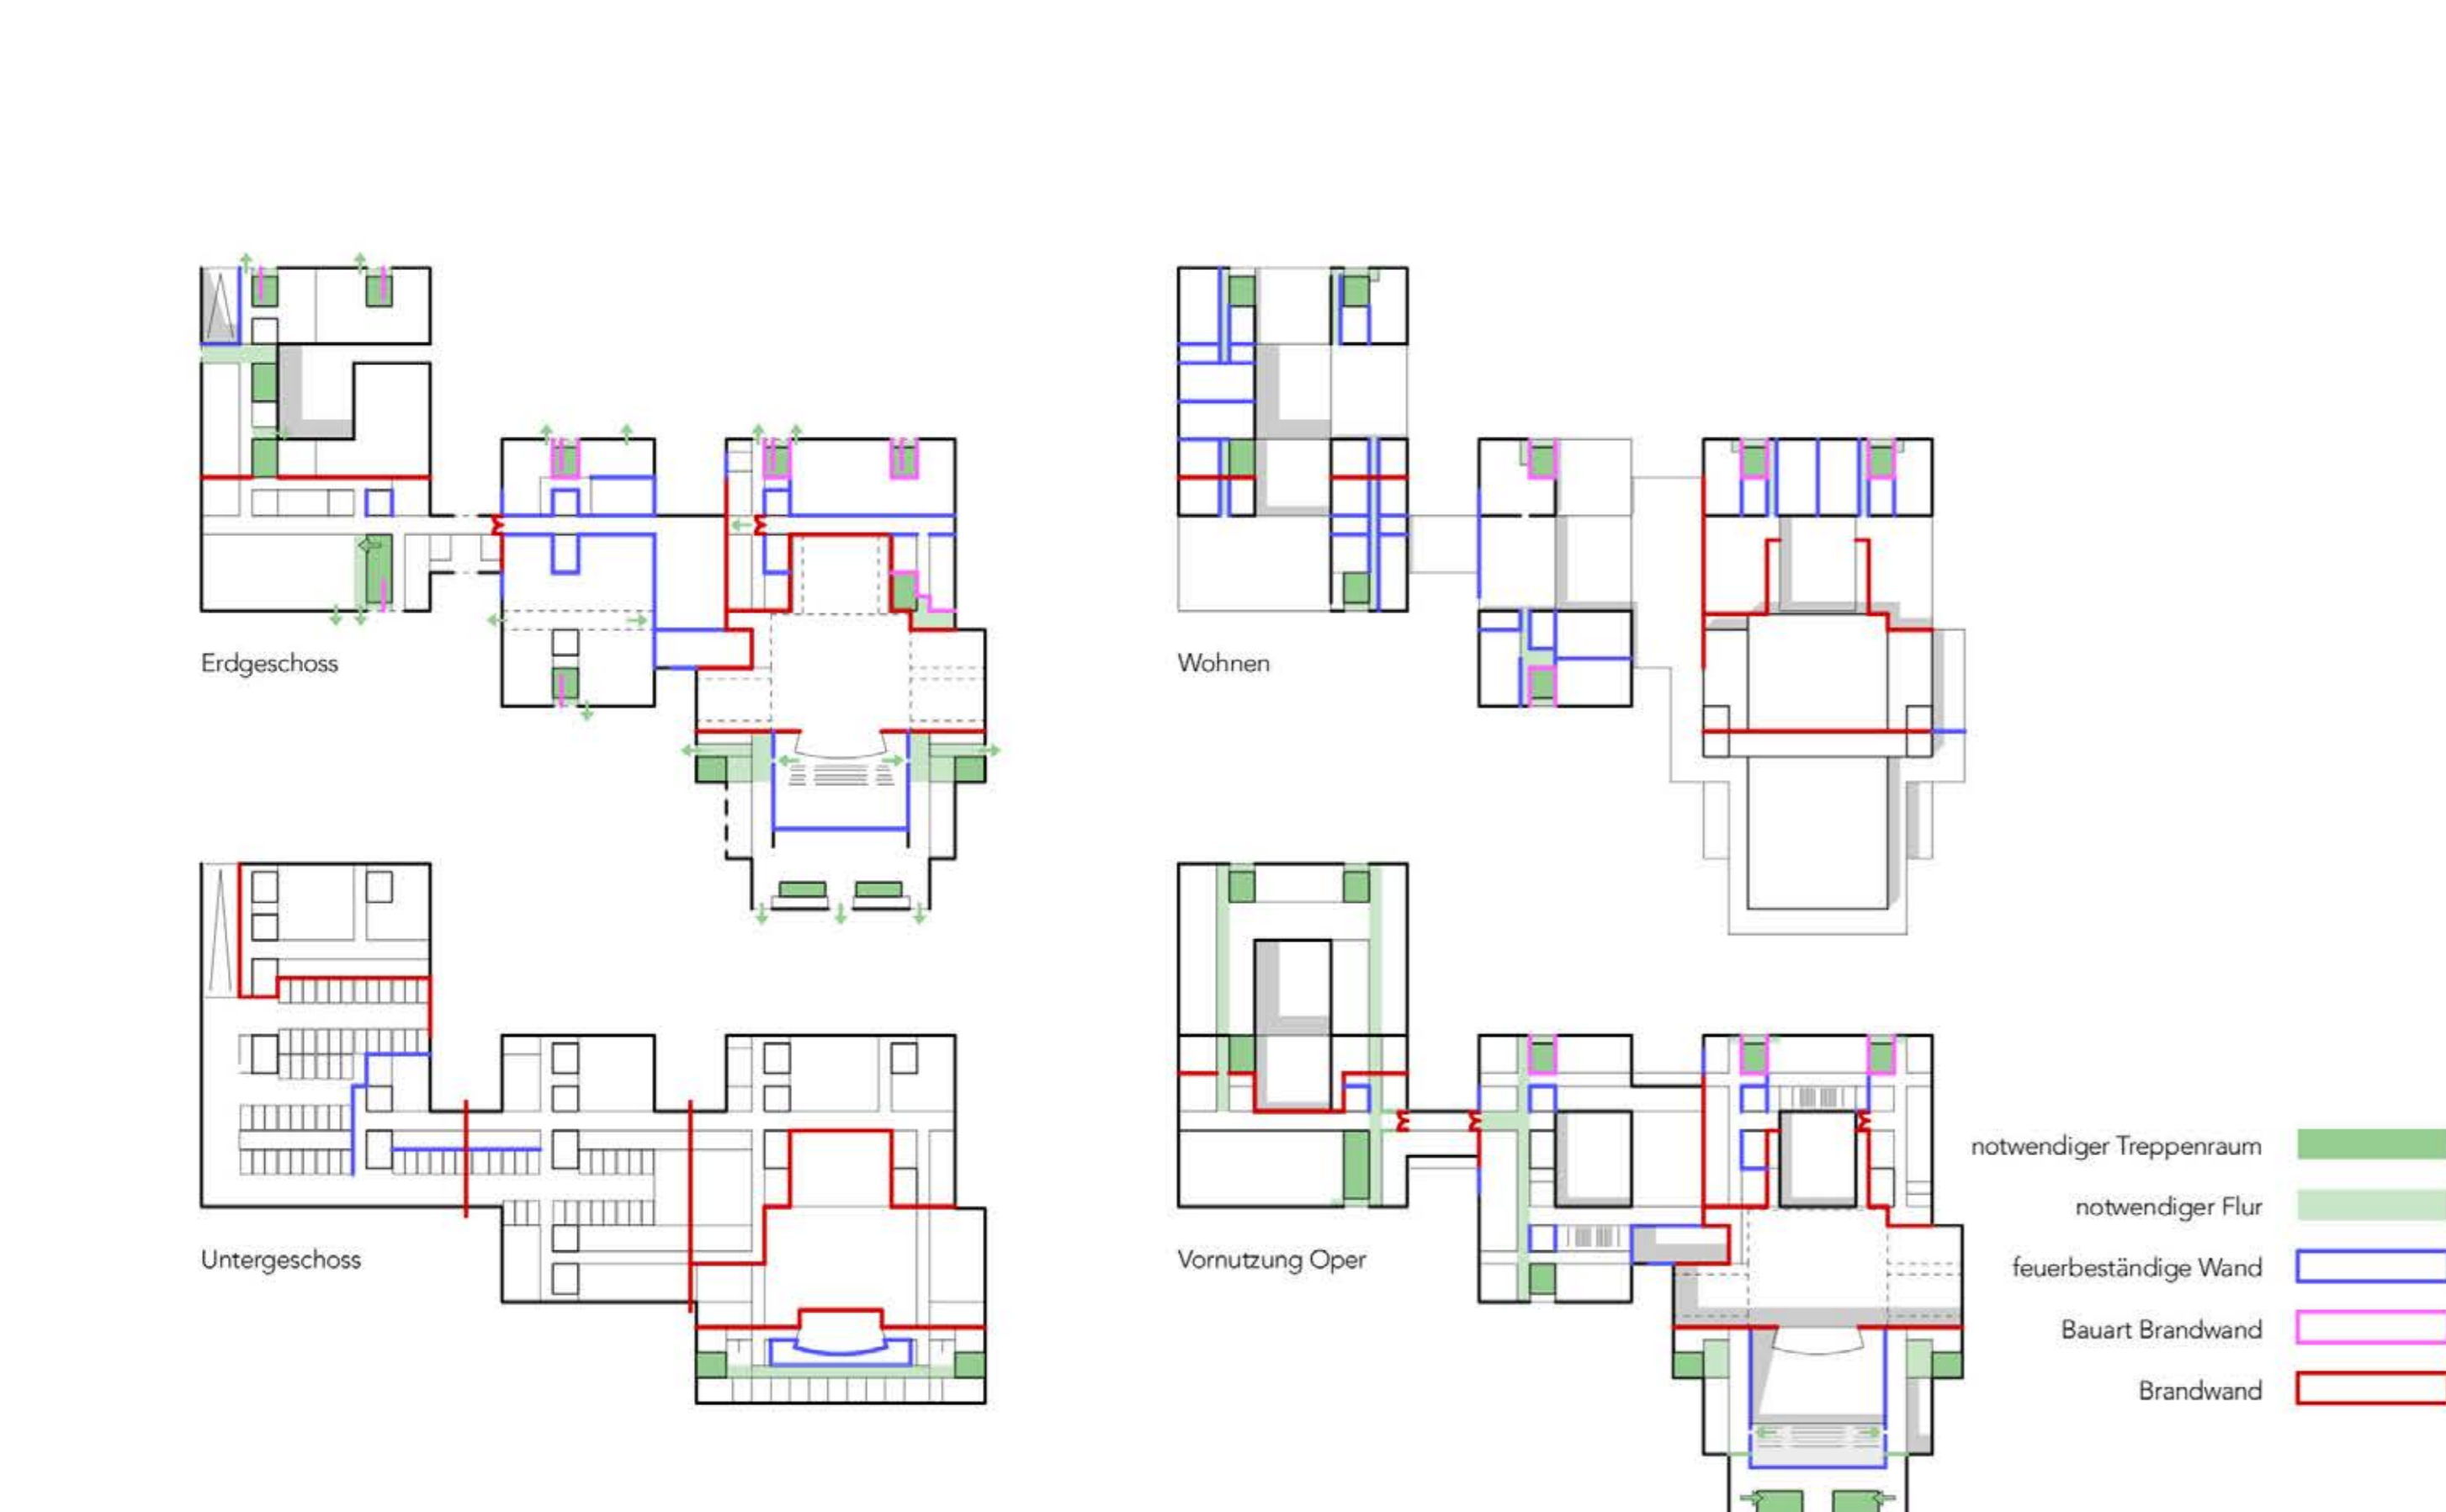 Erdgeschoss
Wohnen
Untergeschoss
Vornutzung Oper
notwendiger Treppenraum
notwendiger Flur
feuerbeständige Wand
Bauart Brandwand
Brandwand